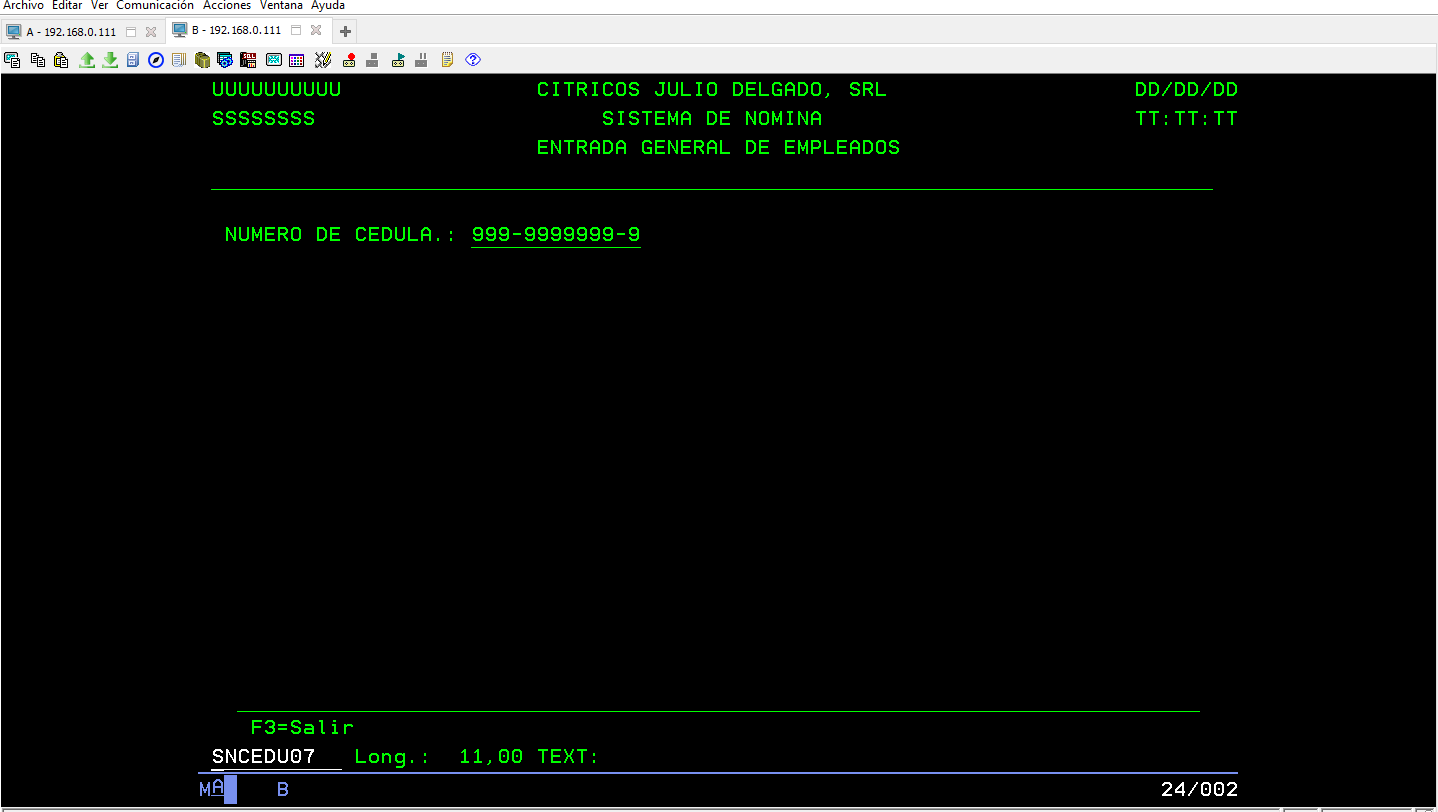 Archivo Editar Ver Comunicación Acciones Ventana Ayuda
A - 192.168.0.111 B - 192.168.0.111
UUUUUUUUUU CITRICOS JULIO DELGADO, SRL DD/DD/DD
SSSSSSSS SISTEMA DE NOMINA TT:TT:TT
ENTRADA GENERAL DE EMPLEADOS
NUMERO DE CEDULA.: 999-9999999-9
F3=Salir
SNCEDU07 Long.: 11,00 TEXT:
MA B 24/002